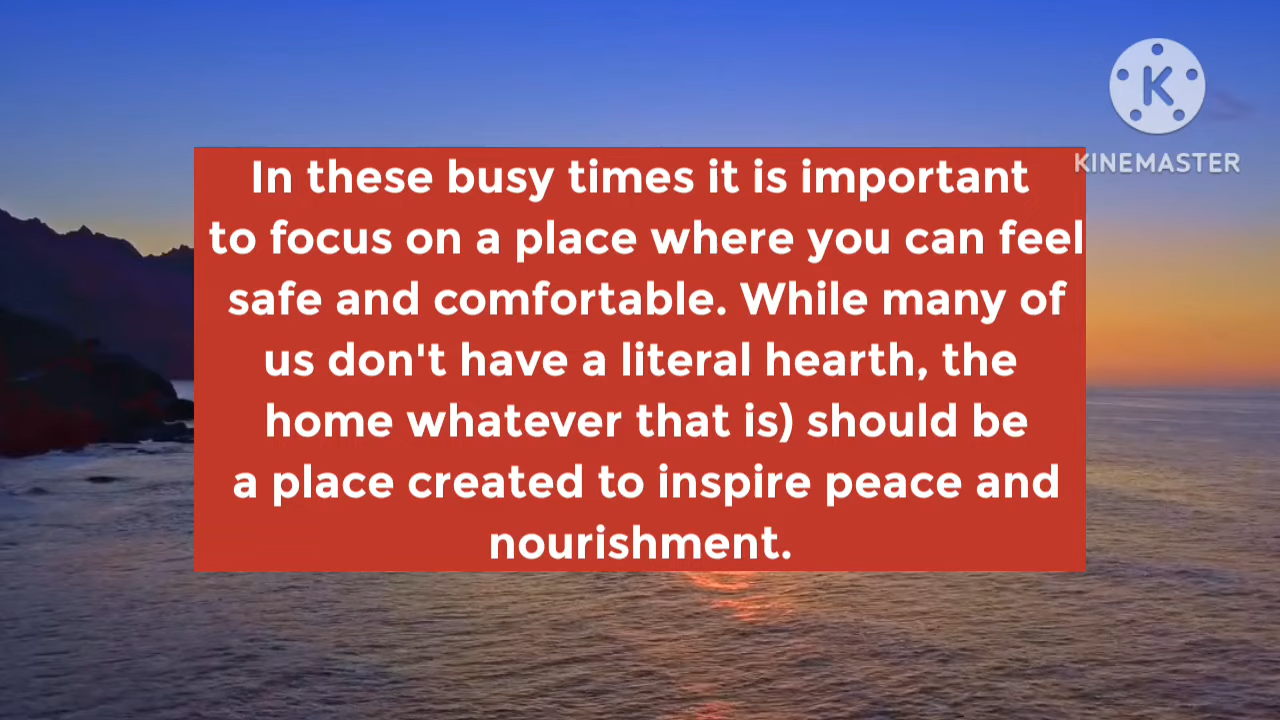 K
KINEMASTER
In these busy times it is important
to focus on a place where you can feel
safe and comfortable. While many of
us don't have a literal hearth, the
home whatever that is) should be
a place created to inspire peace and
nourishment.